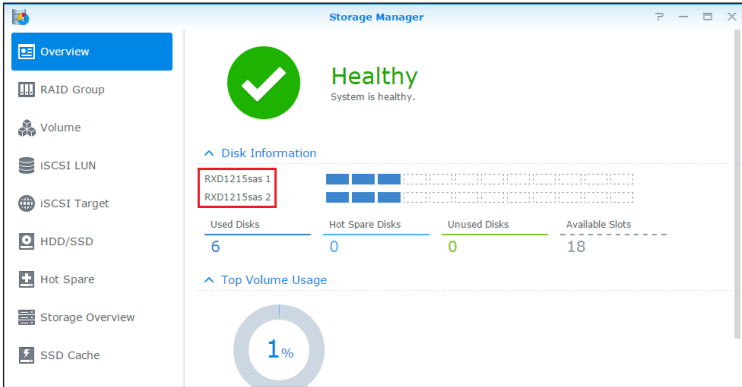 Storage Manager
Overview
RAID Group
Volume
iSCSI LUN
iSCSI Target
HDD/SSD
Hot Spare
Storage Overview
SSD Cache
Healthy
System is healthy.
Disk Information
RXD1215sas 1
RXD1215sas 2
Used Disks Hot Spare Disks Unused Disks Available Slots
6 0 0 18
Top Volume Usage
1%